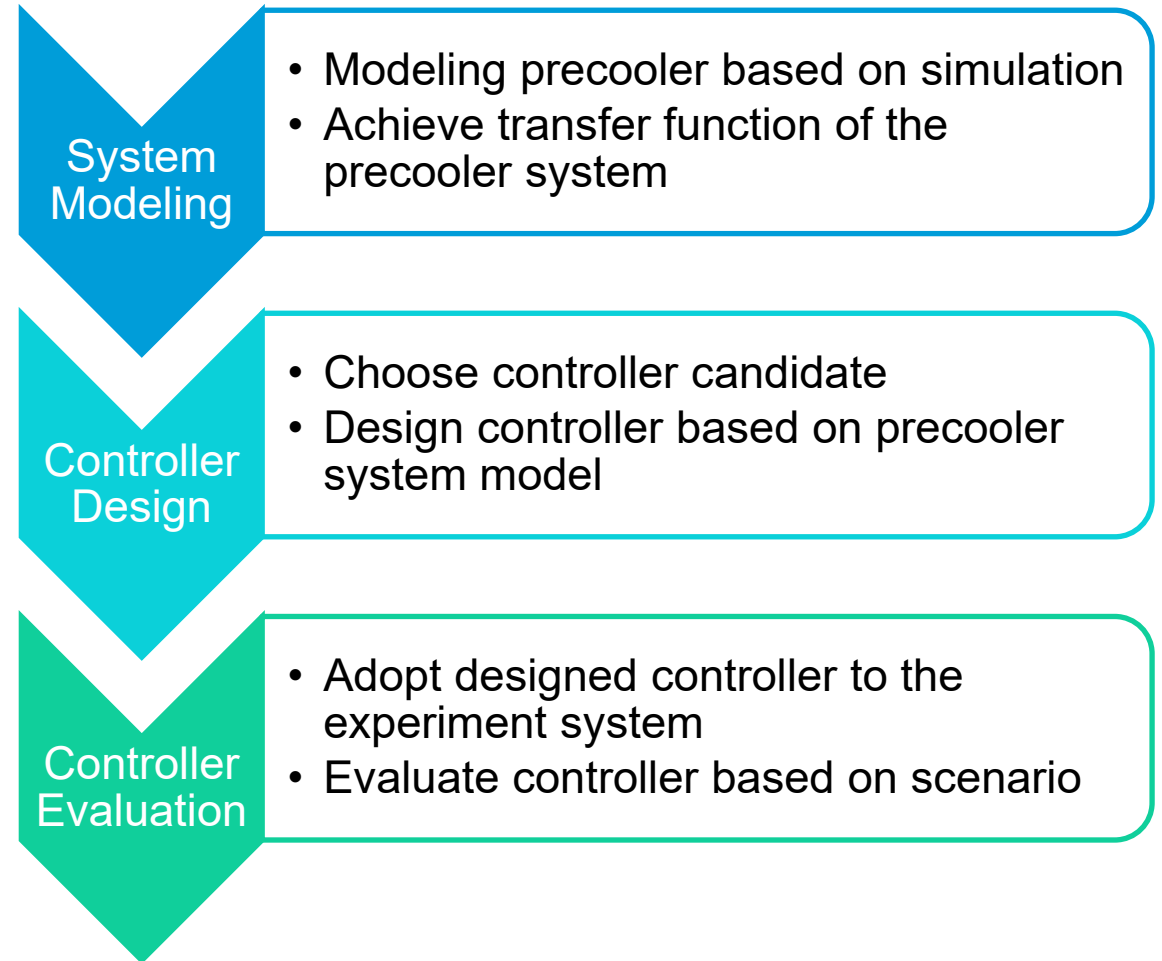 System
Modeling
• Modeling precooler based on simulation
• Achieve transfer function of the
precooler system
Controller
Design
• Choose controller candidate
• Design controller based on precooler
system model
Controller
Evaluation
• Adopt designed controller to the
experiment system
• Evaluate controller based on scenario